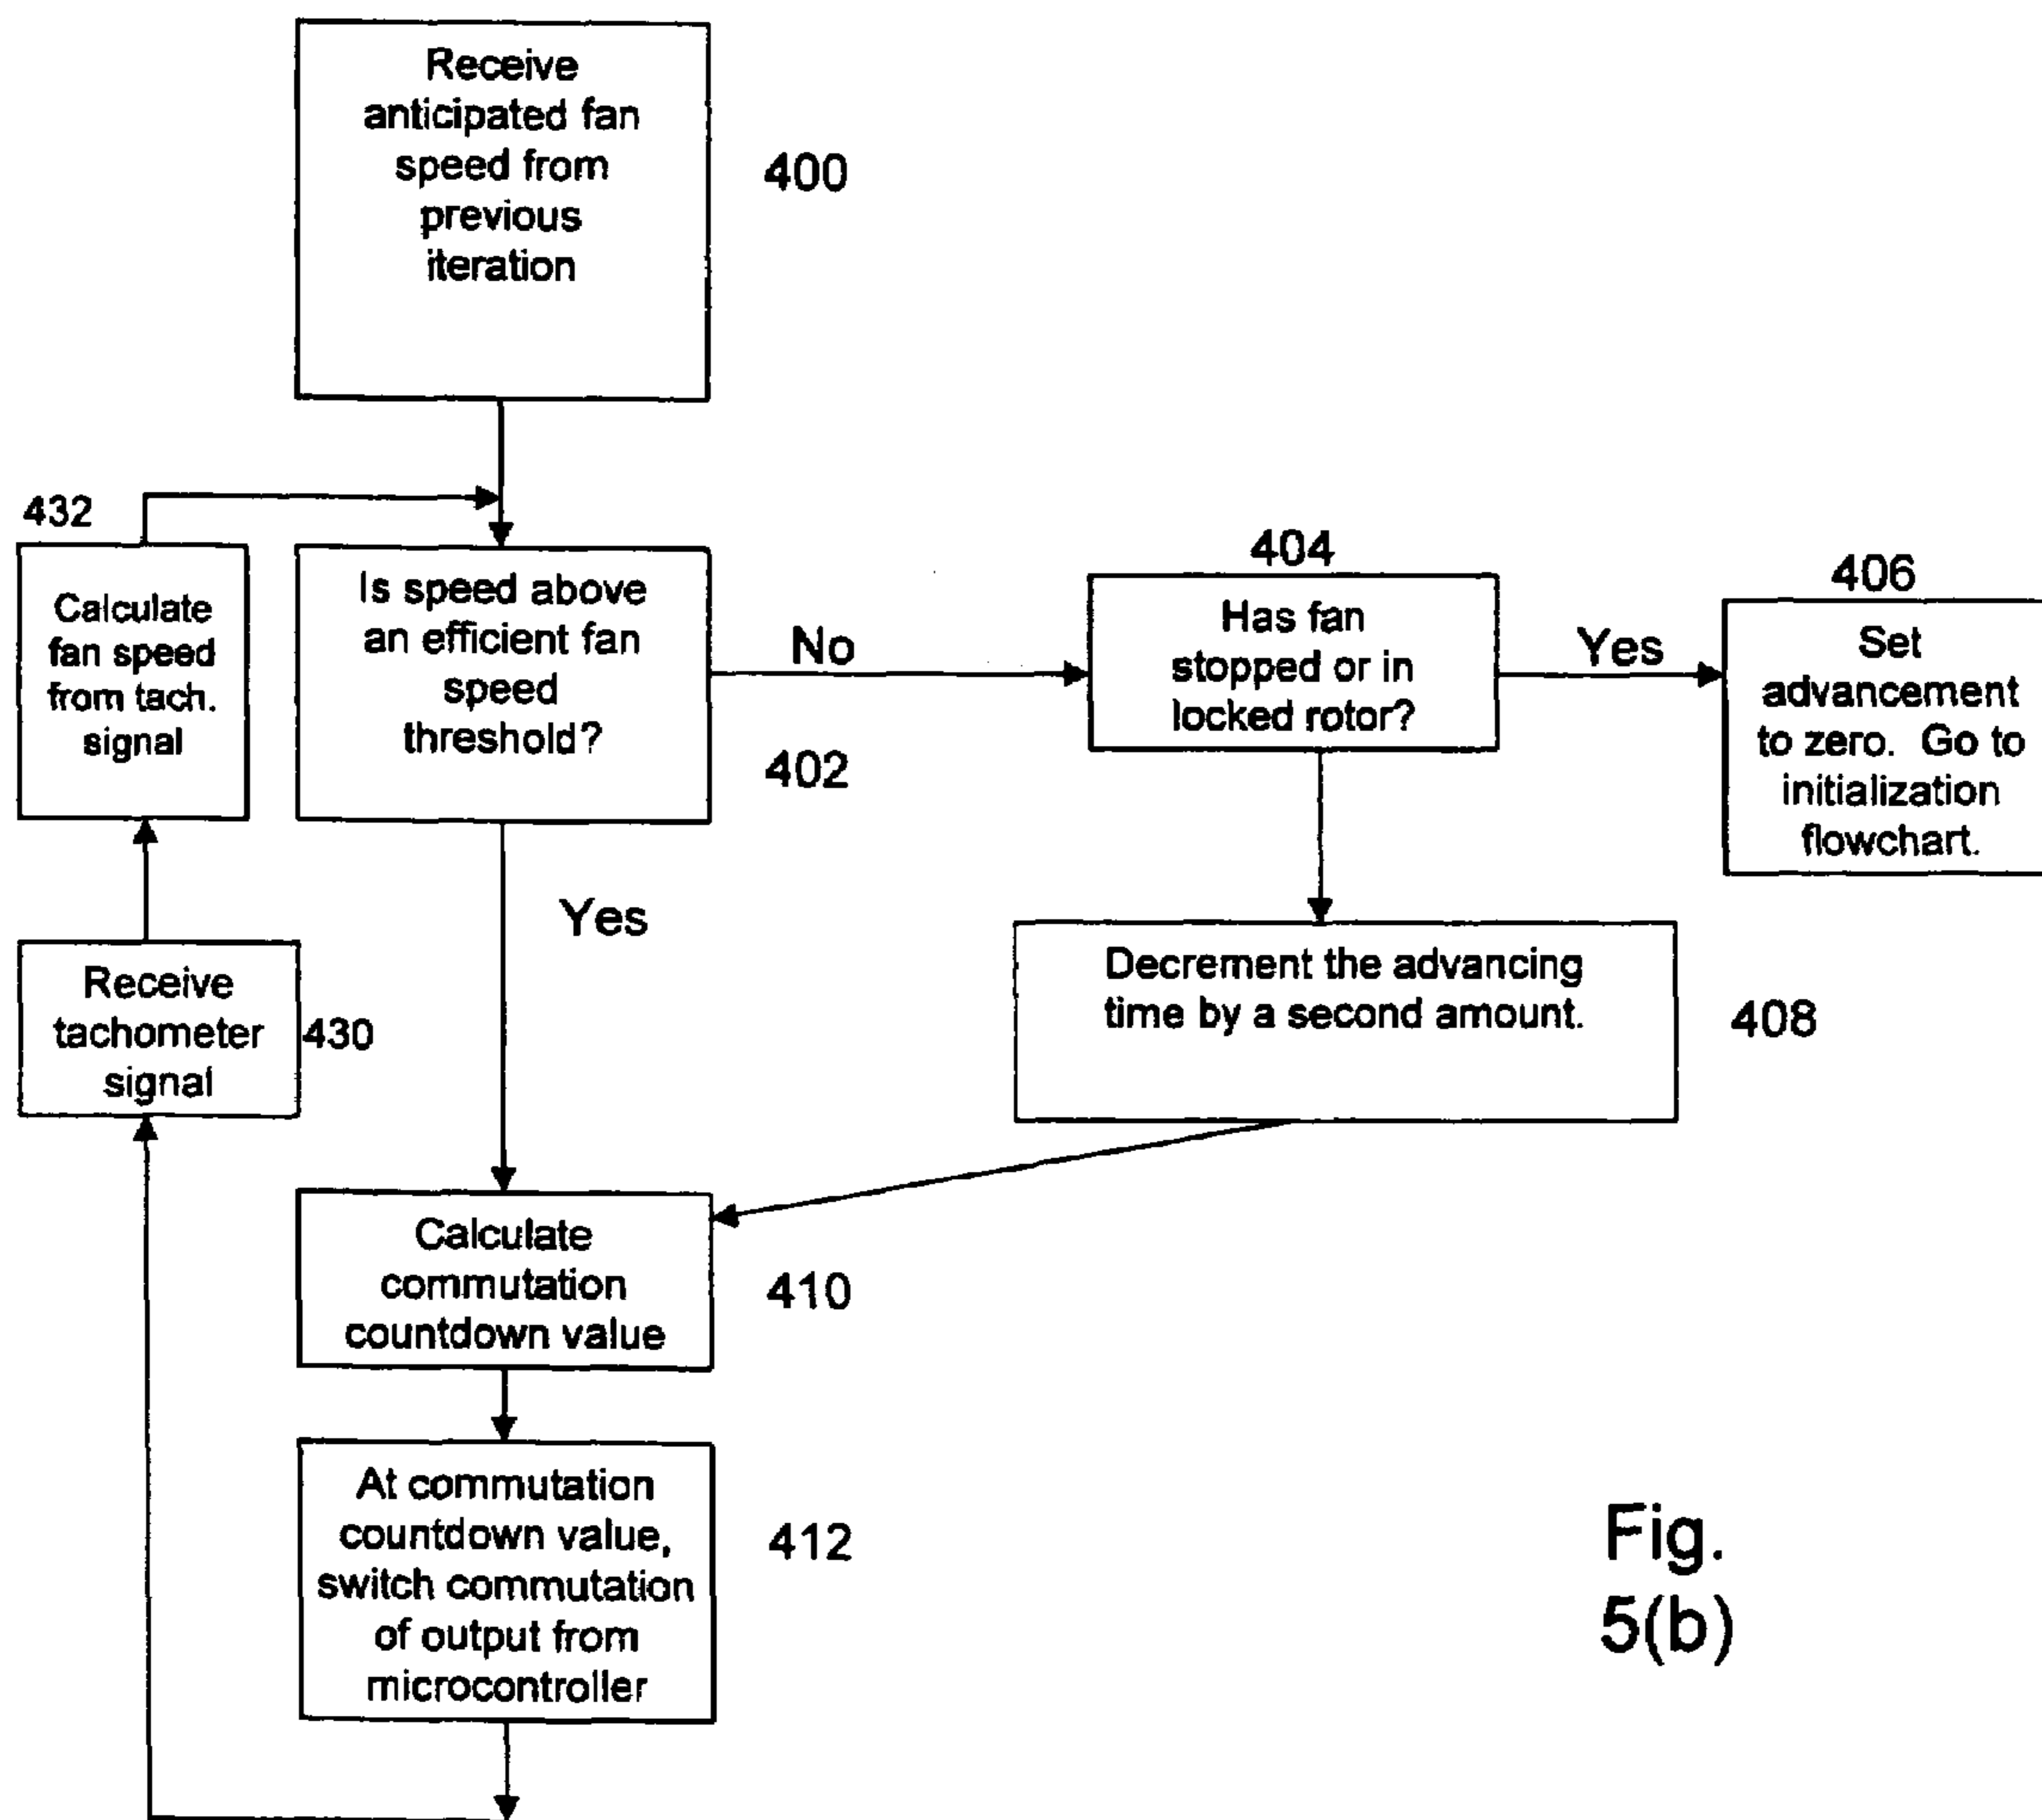 Receive
anticipated fan
speed from
previous
iteration
400
432
Calculate
fan speed
from tach.
signal
Is speed above
an efficient fan
speed
threshold?
402
No
404
Has fan
stopped or in
locked rotor?
Yes
406
Set
advancement
to zero. Go to
initialization
flowchart.
Yes
Receive
tachometer
signal
430
Decrement the advancing
time by a second amount.
408
Calculate
commutation
countdown value
410
At commutation
countdown value,
switch commutation
of output from
microcontroller
412
Fig.
5(b)